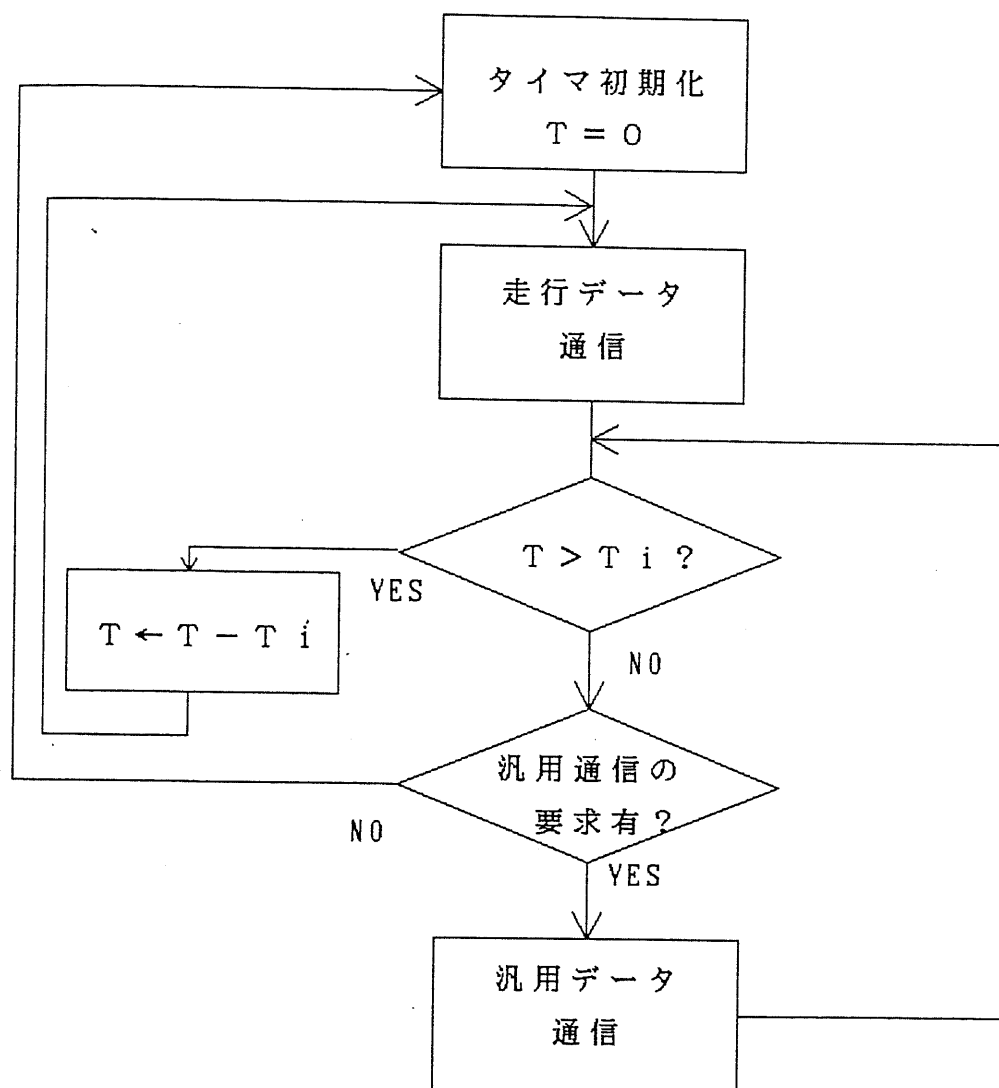 タイマ初期化
T = 0
走行データ
通信
T > T i ?
YES
T ← T - T i
NO
汎用通信の
要求有?
NO
YES
汎用データ
通信